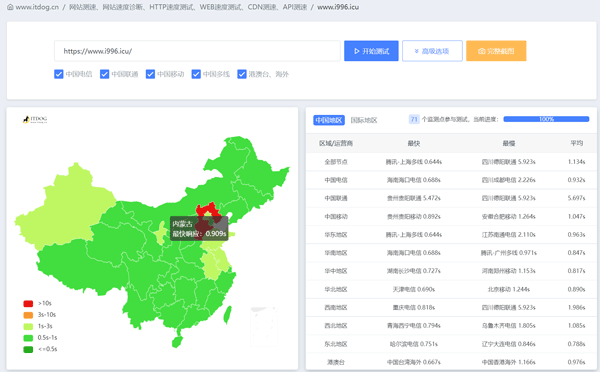 www.itdog.cn / 网站测速、网站速度诊断、HTTP速度测试、WEB速度测试、CDN测速、API测速 / www.i996.icu
https://www.i996.icu/
开始测试
高级选项
完整截图
中国电信 中国联通 中国移动 中国多线 港澳台、海外
ITDOG
内蒙古
最快响应：0.909s
>10s
3s-10s
1s-3s
0.5s-1s
<=0.5s
中国地区 国际地区 71 个监测点参与测试，当前进度： 100%
区域/运营商 最快 最慢 平均
全部节点 腾讯-上海多线 0.644s 四川德阳联通 5.923s 1.134s
中国电信 海南海口电信 0.688s 四川成都电信 2.226s 0.932s
中国联通 贵州贵阳联通 5.472s 四川德阳联通 5.923s 5.697s
中国移动 贵州贵阳移动 0.892s 安徽合肥移动 1.264s 1.047s
华东地区 腾讯-上海多线 0.644s 江苏南通电信 2.110s 0.963s
华南地区 海南海口电信 0.688s 腾讯-广州多线 0.971s 0.847s
华中地区 湖南长沙电信 0.727s 河南郑州移动 1.153s 0.817s
华北地区 天津电信 0.690s 北京移动 1.244s 0.890s
西南地区 重庆电信 0.818s 四川德阳联通 5.923s 1.986s
西北地区 青海西宁电信 0.794s 乌鲁木齐电信 1.805s 1.085s
东北地区 哈尔滨电信 0.751s 辽宁大连电信 0.846s 0.788s
港澳台 中国台湾海外 0.667s 中国香港海外 1.166s 0.976s